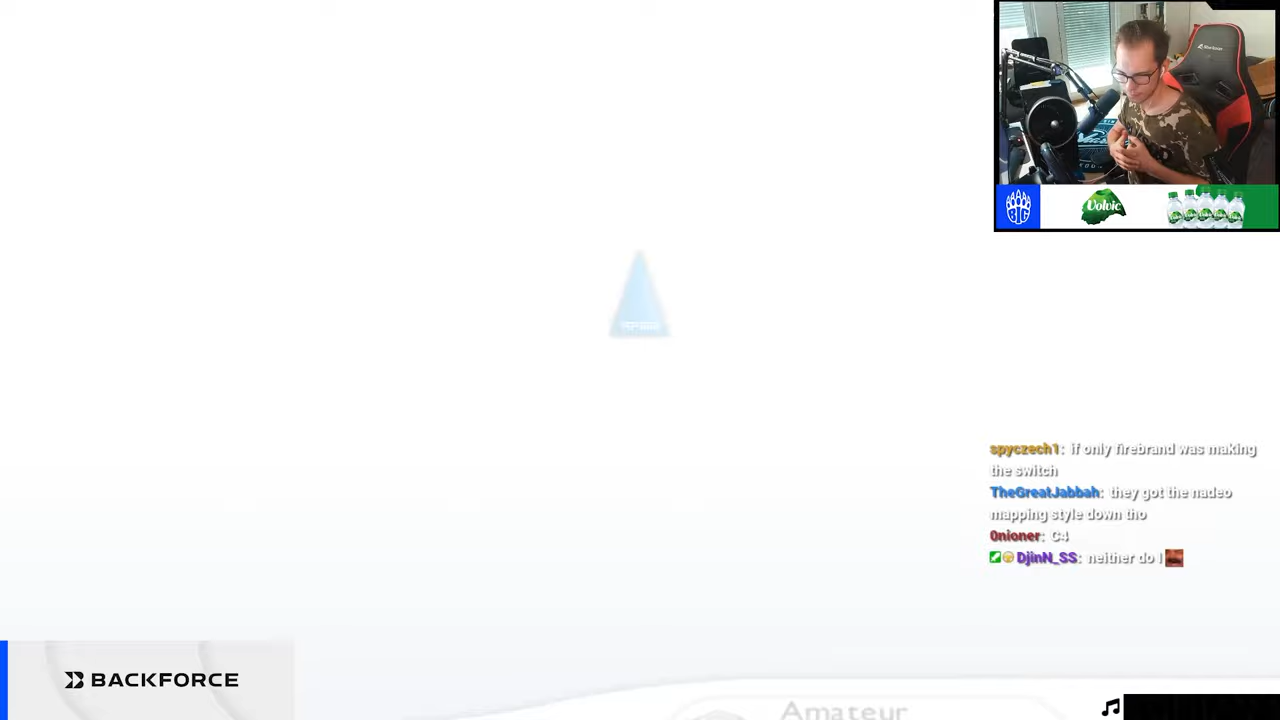 Volvic
spyczech1: if only firebrand was making
the switch
TheGreatJabbah: they got the nadeo
mapping style down tho
0nioner: C4
DjinN_SS: neither do I
BACKFORCE
Amateur